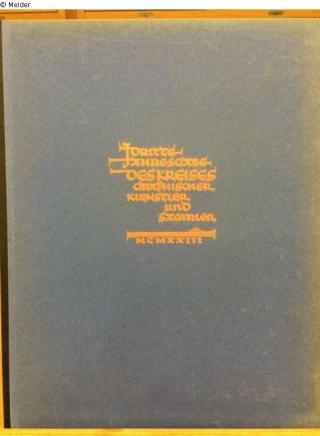 © Melder
DRITTE
JAHRESGABE
DES KREISES
GRAPHISCHER
KÜNSTLER
UND
SAMMLER
MCMXXIII